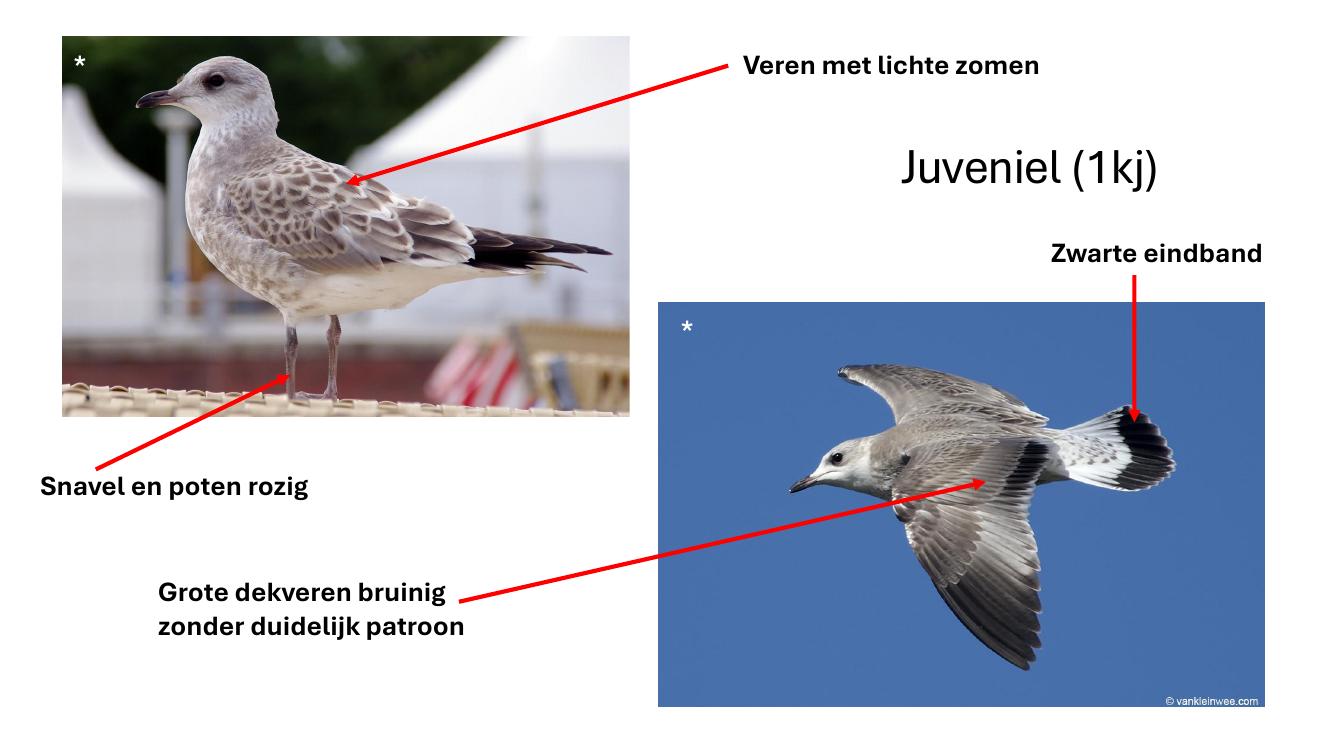 *
Veren met lichte zomen
Juveniel (1kj)
Zwarte eindband
*
Snavel en poten rozig
Grote dekveren bruinig
zonder duidelijk patroon
© vankleinwee.com